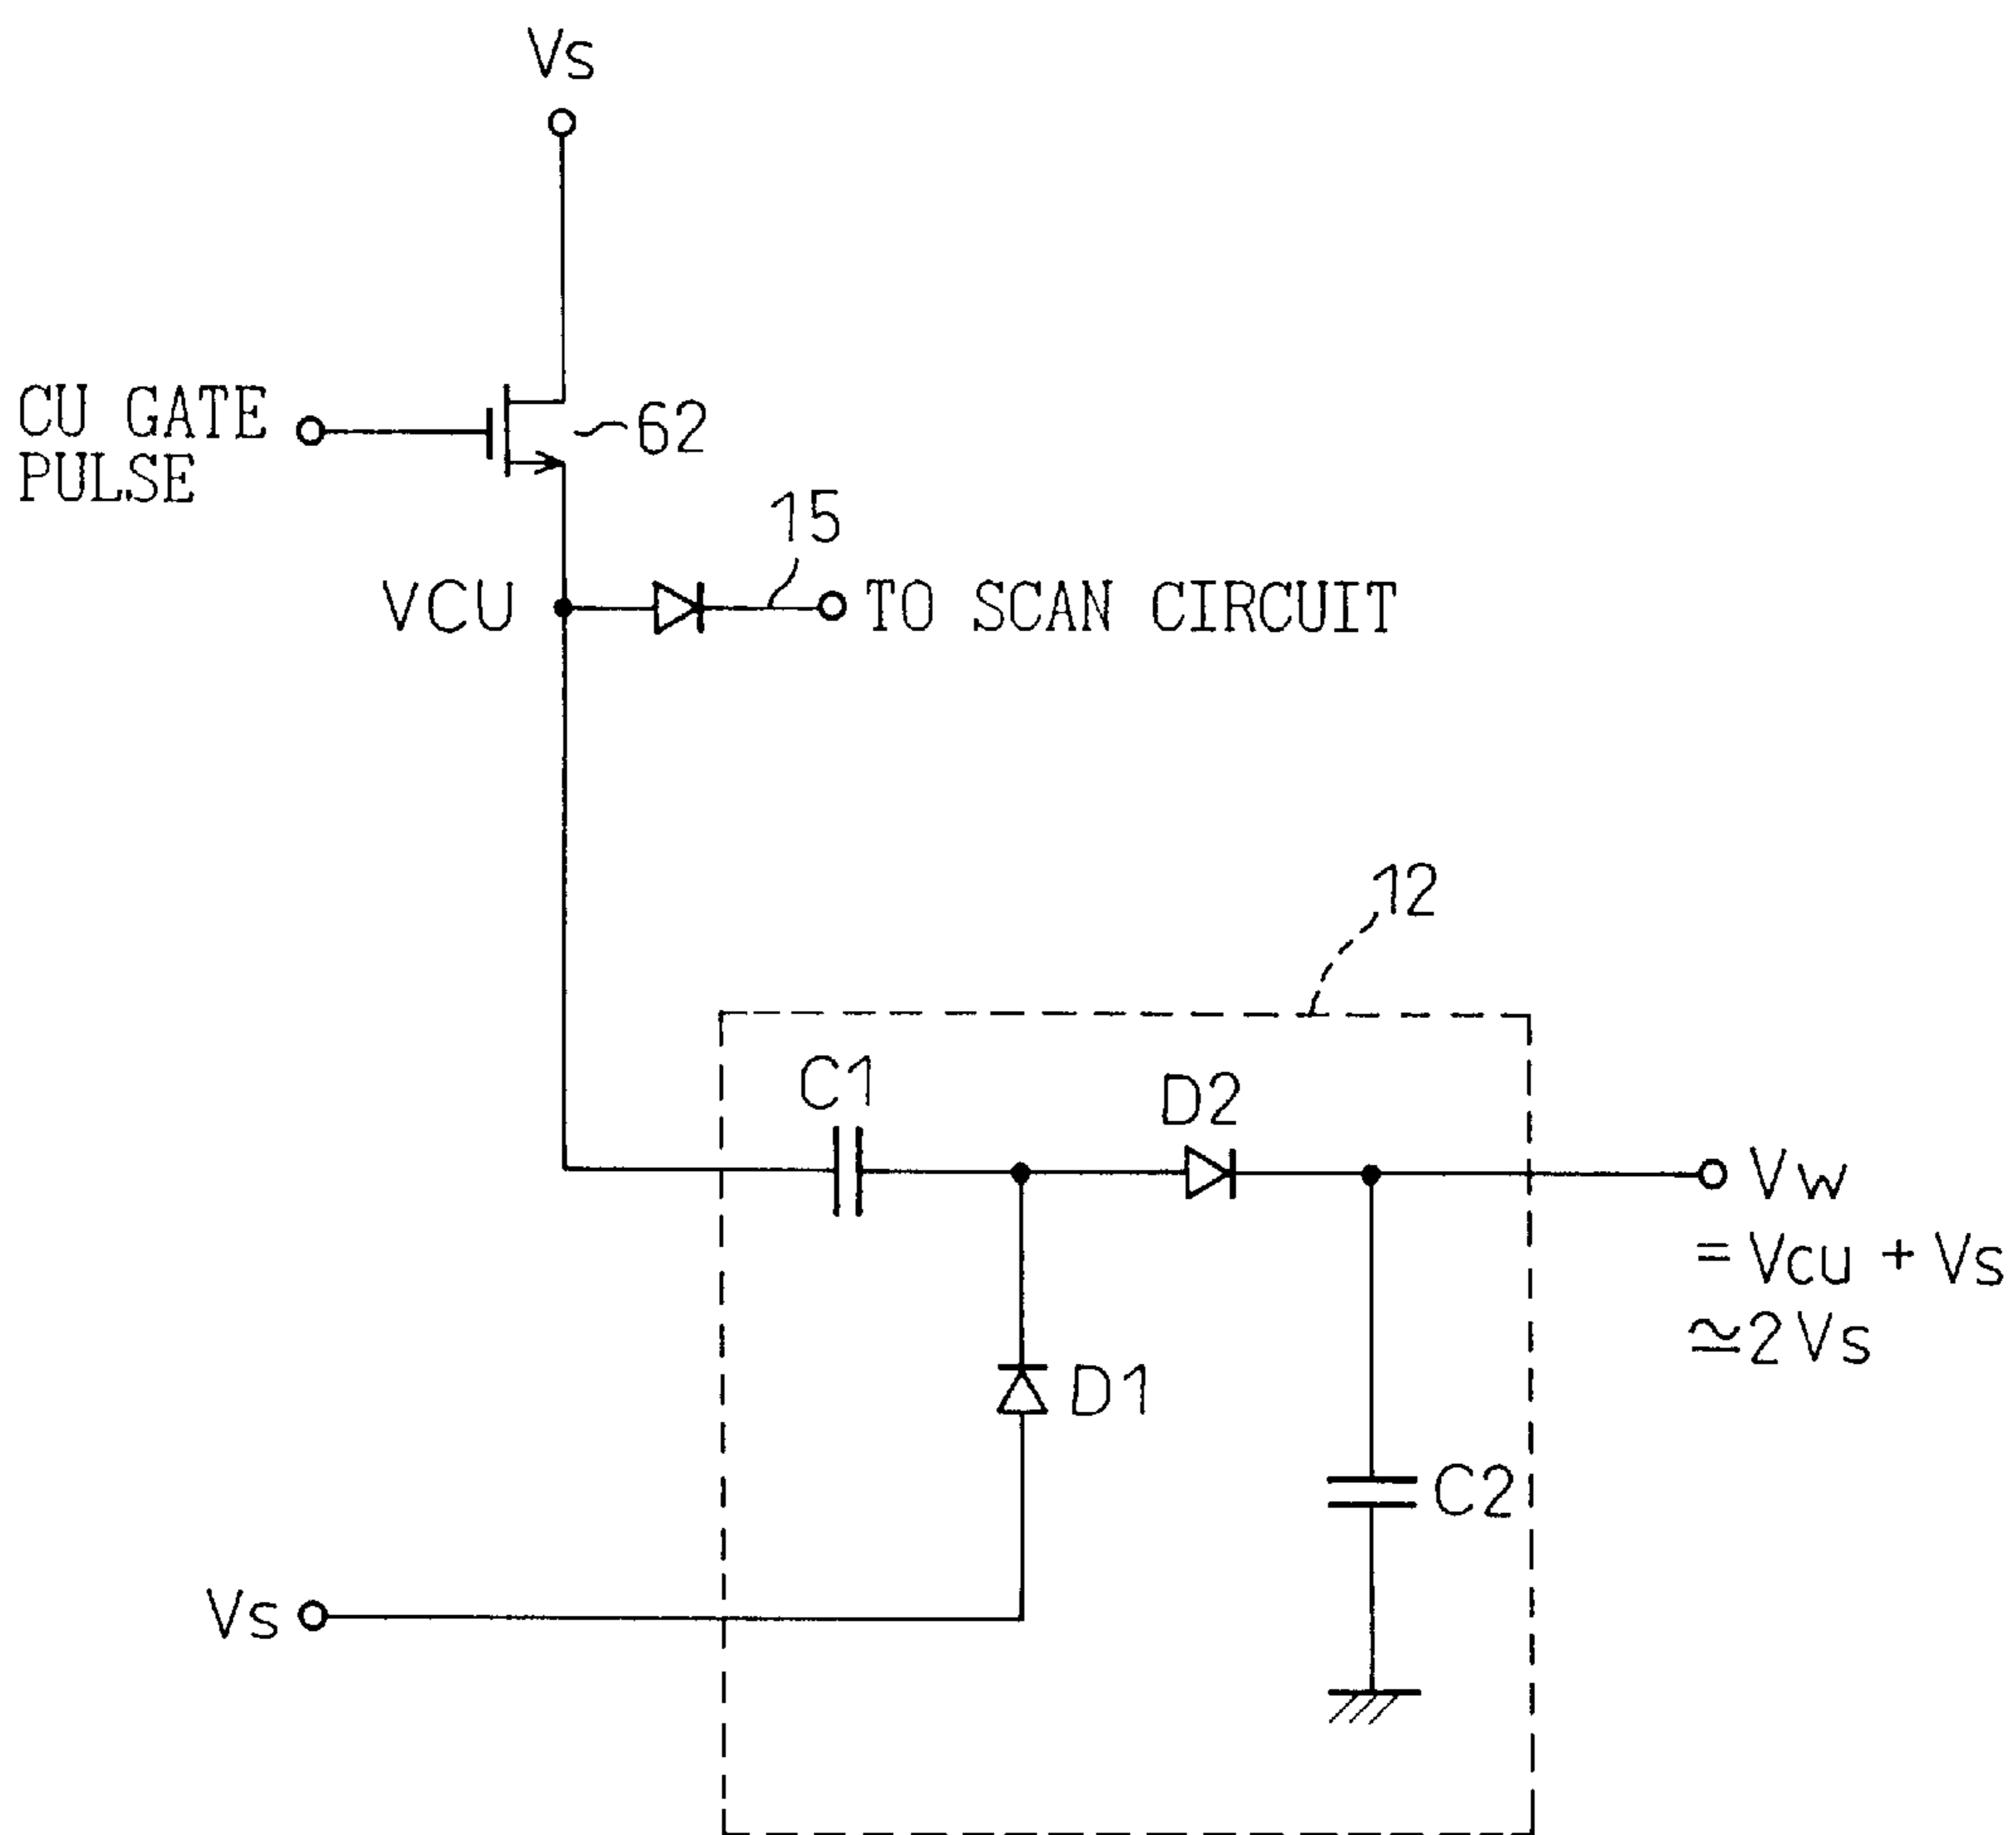 Vs
CU GATE
PULSE
62
15
VCU
TO SCAN CIRCUIT
12
C1
D2
Vw
= Vcu + Vs
≃2Vs
D1
C2
Vs